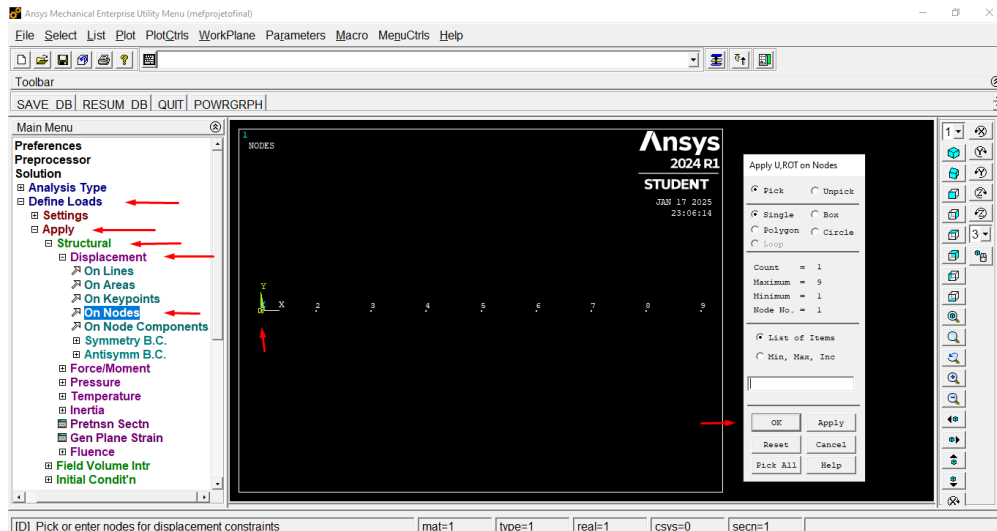 Ansys Mechanical Enterprise Utility Menu (mefprojetofinal)
File Select List Plot PlotCtrls WorkPlane Parameters Macro MenuCtrls Help
Toolbar
SAVE_DB RESUM_DB QUIT POWRGRPH
Main Menu
Preferences
Preprocessor
Solution
Analysis Type
Define Loads
Settings
Apply
Structural
Displacement
On Lines
On Areas
On Keypoints
On Nodes
On Node Components
Symmetry B.C.
Antisymm B.C.
Force/Moment
Pressure
Temperature
Inertia
Pretnsn Sectn
Gen Plane Strain
Fluence
Field Volume Intr
Initial Condit'n
1
NODES
Ansys
2024 R1
STUDENT
JAN 17 2025
23:06:14
Y
X 2 3 4 5 6 7 8 9
Apply U,ROT on Nodes
Pick Unpick
Single Box
Polygon Circle
Loop
Count = 1
Maximum = 9
Minimum = 1
Node No. = 1
List of Items
Min, Max, Inc
OK Apply
Reset Cancel
Pick All Help
1
3
[D] Pick or enter nodes for displacement constraints mat=1 type=1 real=1 csys=0 secn=1